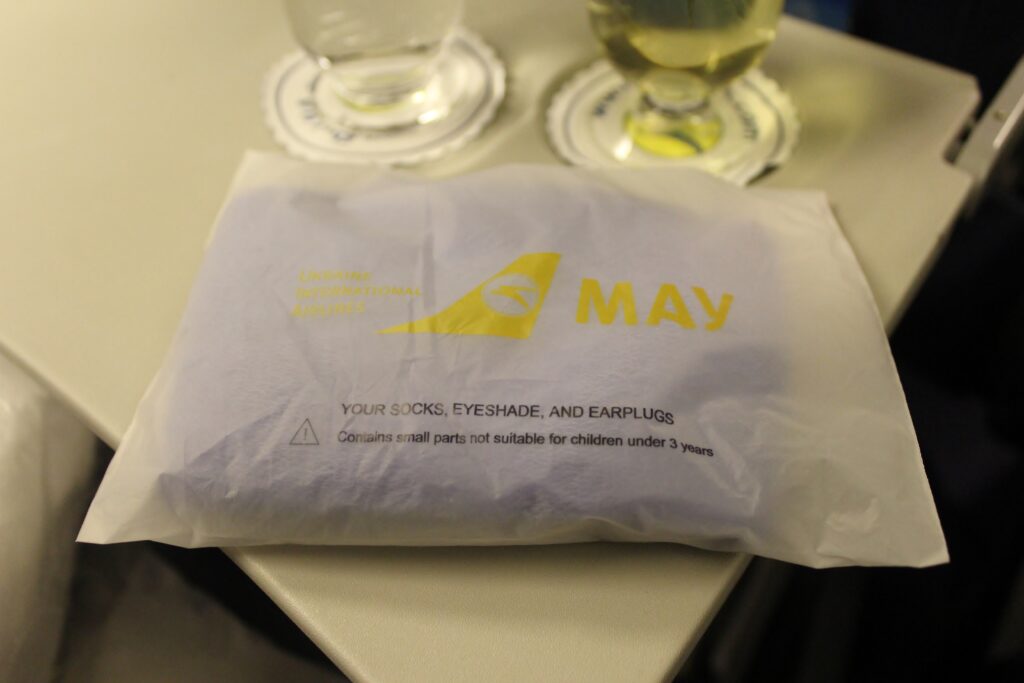 UKRAINE
INTERNATIONAL
AIRLINES
МАУ
YOUR SOCKS, EYESHADE, AND EARPLUGS
Contains small parts not suitable for children under 3 years